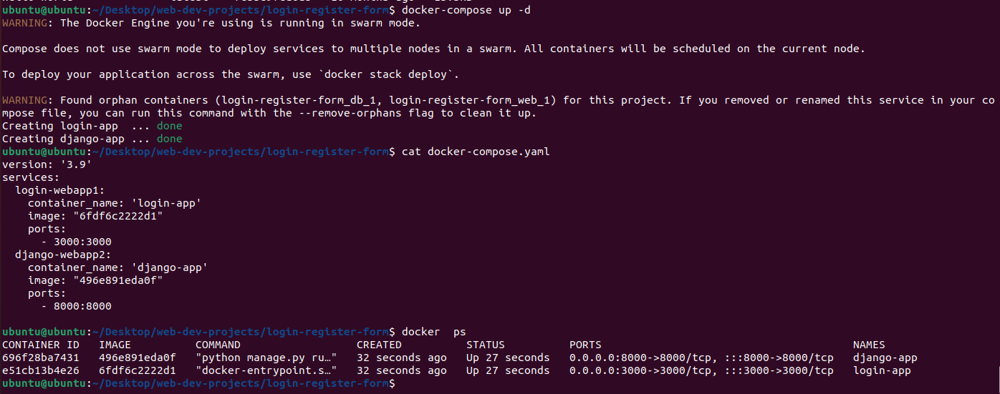 ubuntu@ubuntu:~/Desktop/web-dev-projects/login-register-form$ docker-compose up -d
WARNING: The Docker Engine you're using is running in swarm mode.
Compose does not use swarm mode to deploy services to multiple nodes in a swarm. All containers will be scheduled on the current node.
To deploy your application across the swarm, use `docker stack deploy`.
WARNING: Found orphan containers (login-register-form_db_1, login-register-form_web_1) for this project. If you removed or renamed this service in your co
mpose file, you can run this command with the --remove-orphans flag to clean it up.
Creating login-app  ... done
Creating django-app ... done
ubuntu@ubuntu:~/Desktop/web-dev-projects/login-register-form$ cat docker-compose.yaml
version: '3.9'
services:
  login-webapp1:
    container_name: 'login-app'
    image: "6fdf6c2222d1"
    ports:
      - 3000:3000
  django-webapp2:
    container_name: 'django-app'
    image: "496e891eda0f"
    ports:
      - 8000:8000
ubuntu@ubuntu:~/Desktop/web-dev-projects/login-register-form$ docker  ps
CONTAINER ID   IMAGE          COMMAND                  CREATED          STATUS          PORTS                                       NAMES
696f28ba7431   496e891eda0f   "python manage.py ru…"   32 seconds ago   Up 27 seconds   0.0.0.0:8000->8000/tcp, :::8000->8000/tcp   django-app
e51cb13b4e26   6fdf6c2222d1   "docker-entrypoint.s…"   32 seconds ago   Up 27 seconds   0.0.0.0:3000->3000/tcp, :::3000->3000/tcp   login-app
ubuntu@ubuntu:~/Desktop/web-dev-projects/login-register-form$